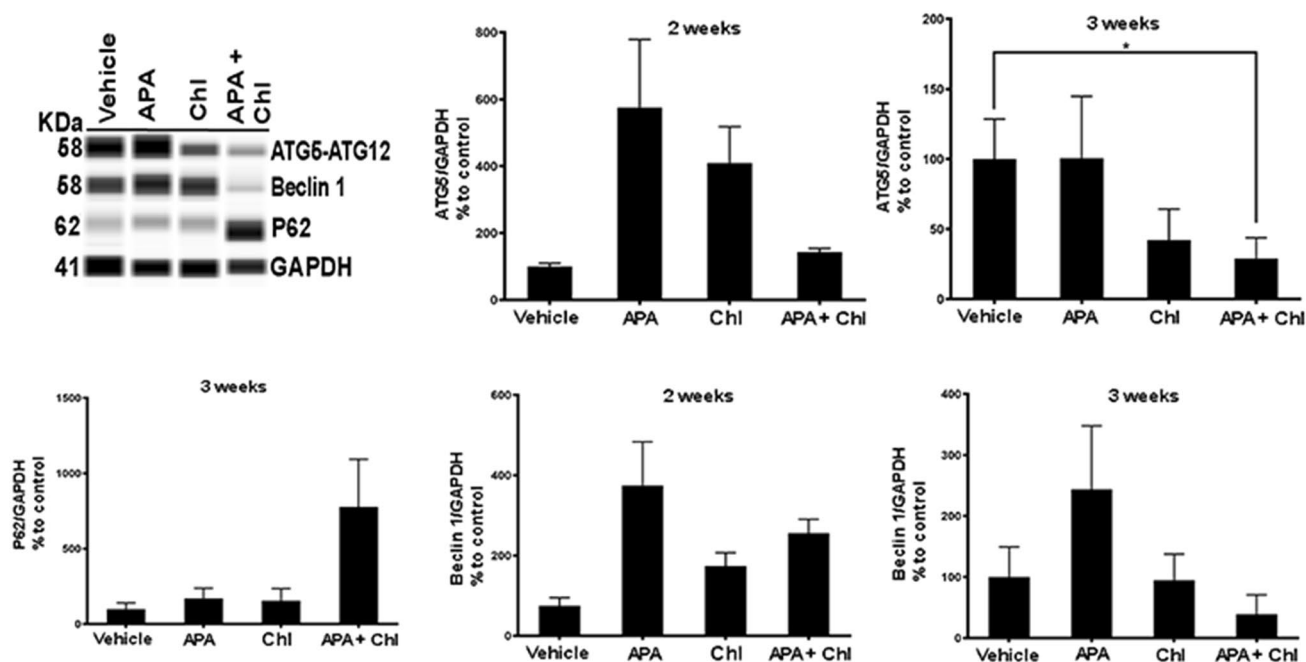 Vehicle
APA
Chl
APA +
Chl
KDa
58
ATG5-ATG12
58
Beclin 1
62
P62
41
GAPDH
2 weeks
ATG5/GAPDH
% to control
800
600
400
200
0
Vehicle
APA
Chl
APA + Chl
3 weeks
ATG5/GAPDH
% to control
200
150
100
50
0
*
Vehicle
APA
Chl
APA + Chl
3 weeks
P62/GAPDH
% to control
1500
1000
500
0
Vehicle
APA
Chl
APA + Chl
2 weeks
Beclin 1/GAPDH
% to control
600
400
200
0
Vehicle
APA
Chl
APA + Chl
3 weeks
Beclin 1/GAPDH
% to control
400
300
200
100
0
Vehicle
APA
Chl
APA + Chl